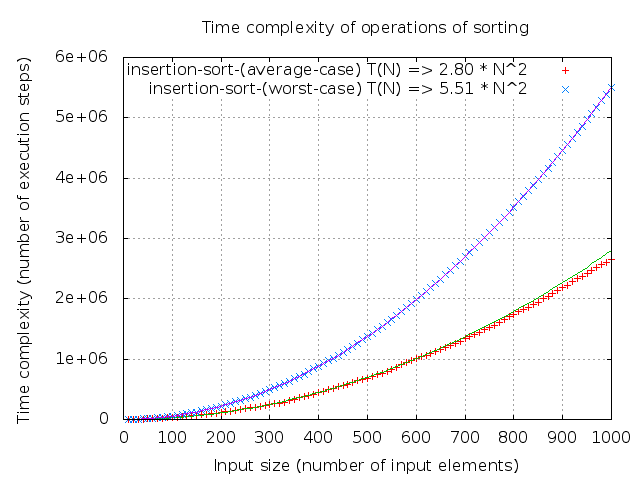 Time complexity of operations of sorting
Time complexity (number of execution steps)
6e+06
5e+06
4e+06
3e+06
2e+06
1e+06
0
insertion-sort-(average-case) T(N) => 2.80 * N^2
insertion-sort-(worst-case) T(N) => 5.51 * N^2
0 100 200 300 400 500 600 700 800 900 1000
Input size (number of input elements)